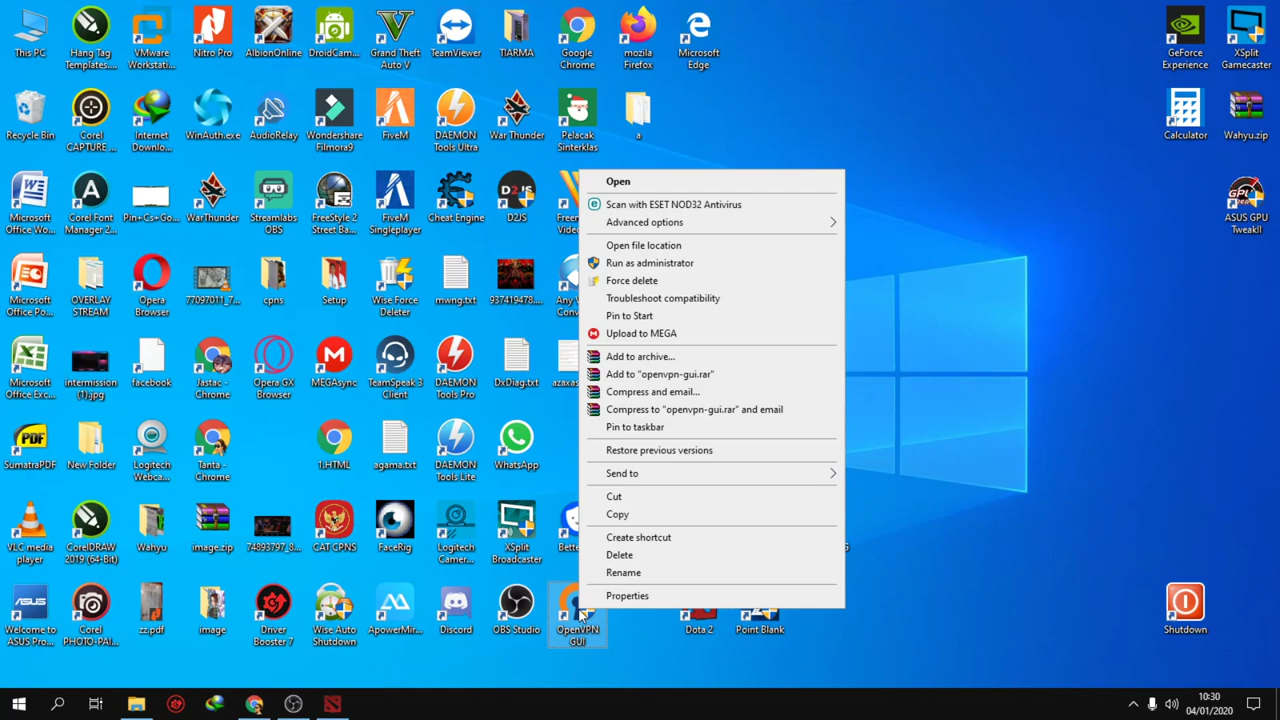 This PC
Hang Tag
Templates....
VMware
Workstati...
Nitro Pro
AlbionOnline
DroidCam...
Grand Theft
Auto V
TeamViewer
TIARMA
Google
Chrome
mozila
Firefox
Microsoft
Edge
GeForce
Experience
XSplit
Gamecaster
Recycle Bin
Corel
CAPTURE ...
Internet
Downlo...
WinAuth.exe
AudioRelay
Wondershare
Filmora9
FiveM
DAEMON
Tools Ultra
War Thunder
Pelacak
Sinterklas
a
Calculator
Wahyu.zip
Microsoft
Office Wo...
Corel Font
Manager 2...
Pin+Cs+Go...
WarThunder
Streamlabs
OBS
FreeStyle 2
Street Ba...
FiveM
Singleplayer
Cheat Engine
D2JS
ASUS GPU
TweakII
Microsoft
Office Po...
OVERLAY
STREAM
Opera
Browser
77097011_7...
cpns
Setup
Wise Force
Deleter
mwng.txt
937419478....
Microsoft
Office Exc...
intermission
(1).jpg
facebook
Jastac -
Chrome
Opera GX
Browser
MEGAsync
TeamSpeak 3
Client
DAEMON
Tools Pro
DxDiag.txt
SumatraPDF
New Folder
Logitech
Webca...
Tanta -
Chrome
1.HTML
agama.txt
DAEMON
Tools Lite
WhatsApp
VLC media
player
CorelDRAW
2019 (64-Bit)
Wahyu
image.zip
74893797_8...
CAT CPNS
FaceRig
Logitech
Camer...
XSplit
Broadcaster
Welcome to
ASUS Pro...
Corel
PHOTO-PAI...
zz.pdf
image
Driver
Booster 7
Wise Auto
Shutdown
ApowerMir...
Discord
OBS Studio
OpenVPN
GUI
Dota 2
Point Blank
Shutdown
Open
Scan with ESET NOD32 Antivirus
Advanced options
Open file location
Run as administrator
Force delete
Troubleshoot compatibility
Pin to Start
Upload to MEGA
Add to archive...
Add to "openvpn-gui.rar"
Compress and email...
Compress to "openvpn-gui.rar" and email
Pin to taskbar
Restore previous versions
Send to
Cut
Copy
Create shortcut
Delete
Rename
Properties
10:30
04/01/2020